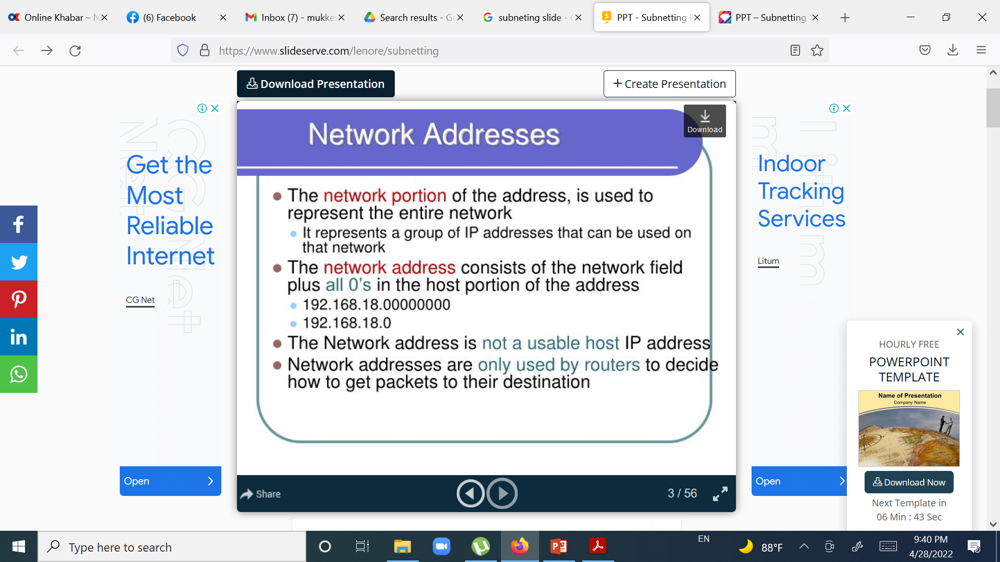 Online Khabar – N
(6) Facebook
Inbox (7) - mukke
Search results - Go
subneting slide -
PPT - Subnetting
PPT – Subnetting
https://www.slideserve.com/lenore/subnetting
Download Presentation
+ Create Presentation
Download
Network Addresses
The network portion of the address, is used to
represent the entire network
It represents a group of IP addresses that can be used on
that network
The network address consists of the network field
plus all 0's in the host portion of the address
192.168.18.00000000
192.168.18.0
The Network address is not a usable host IP address
Network addresses are only used by routers to decide
how to get packets to their destination
Share
3 / 56
Get the
Most
Reliable
Internet
CG Net
CG Net
Open
Indoor
Tracking
Services
Litum
litum
Open
HOURLY FREE
POWERPOINT
TEMPLATE
Name of Presentation
Company Name
Download Now
Next Template in
06 Min : 43 Sec
Type here to search
EN
88°F
9:40 PM
4/28/2022